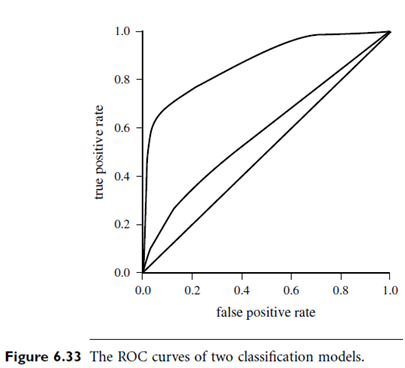 1.0
0.8
0.6
0.4
0.2
0.0
true positive rate
0.0 0.2 0.4 0.6 0.8 1.0
false positive rate
Figure 6.33 The ROC curves of two classification models.